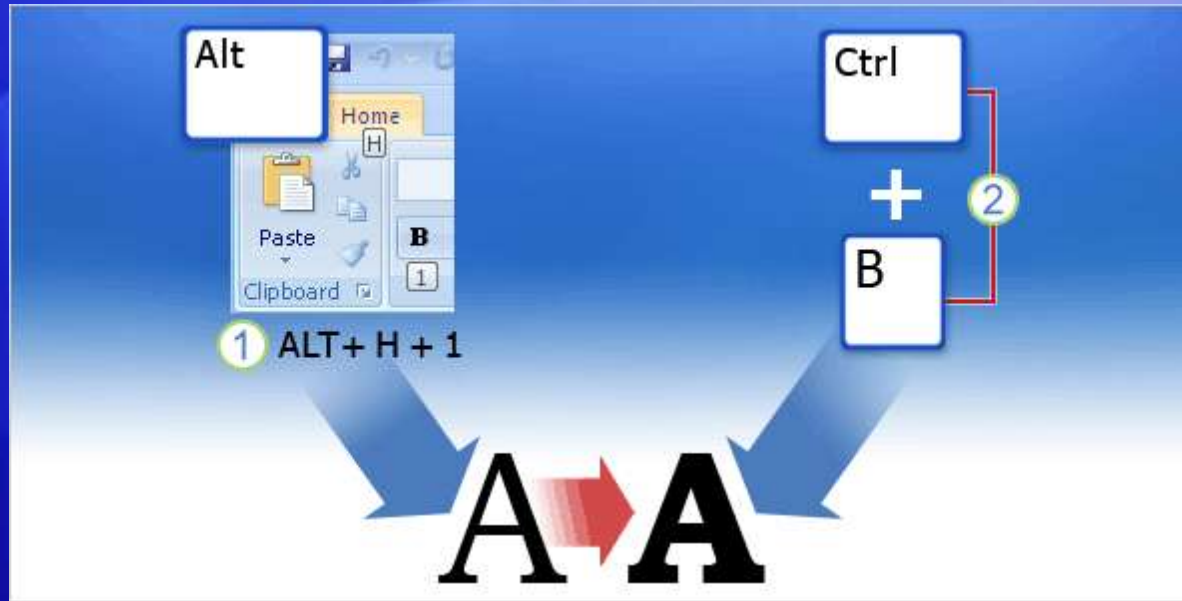 Alt
Home
H
Paste
B
1
Clipboard
1 ALT+ H + 1
Ctrl
+
2
B
A A